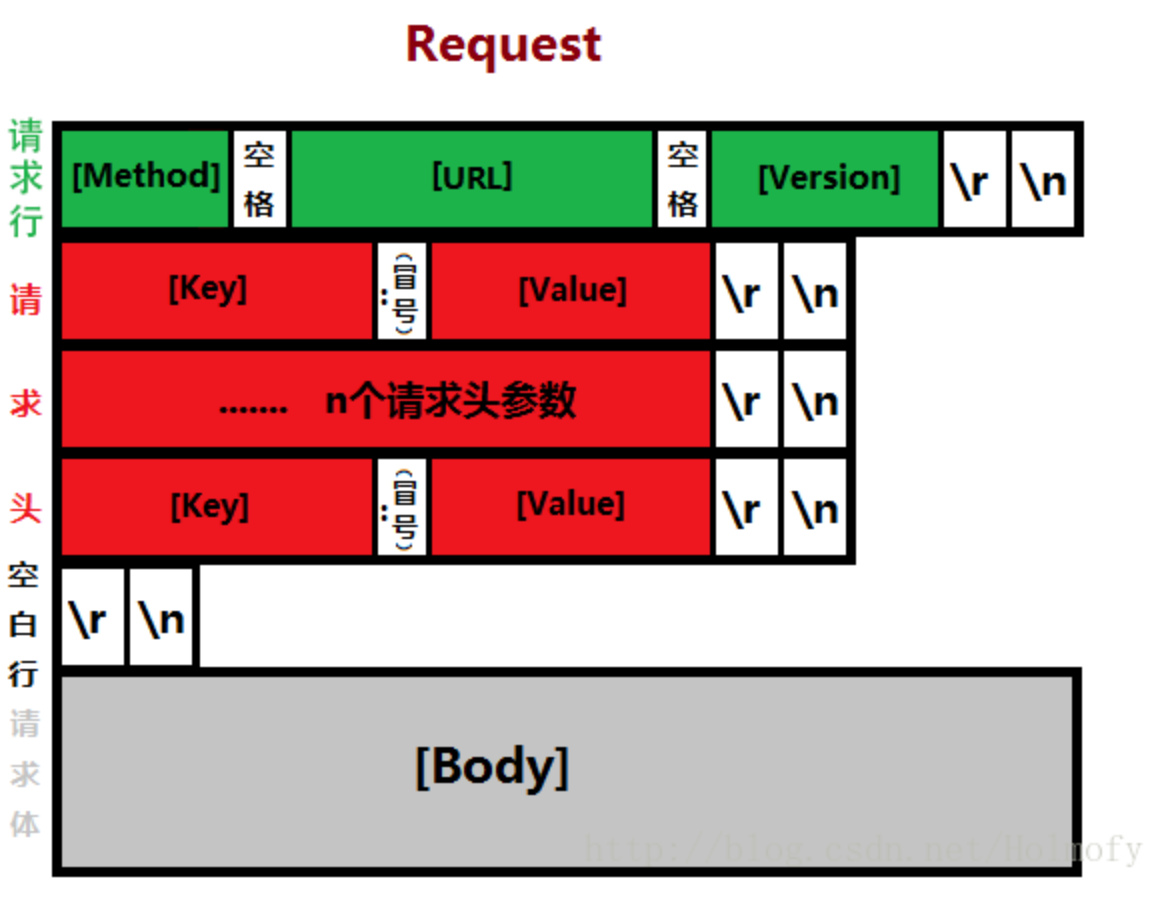 Request
请求行
[Method] 空格 [URL] 空格 [Version] \r \n
请求头
[Key] :(冒号) [Value] \r \n
....... n个请求头参数 \r \n
[Key] :(冒号) [Value] \r \n
空白行
\r \n
请求体
[Body]
http://blog.csdn.net/Holmofy